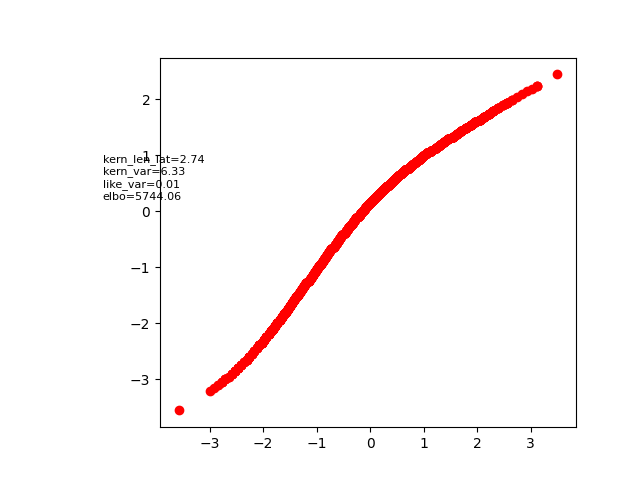 2
1
kern_len_lat=2.74
kern_var=6.33
like_var=0.01
elbo=5744.06
0
−1
−2
−3
−3 −2 −1 0 1 2 3